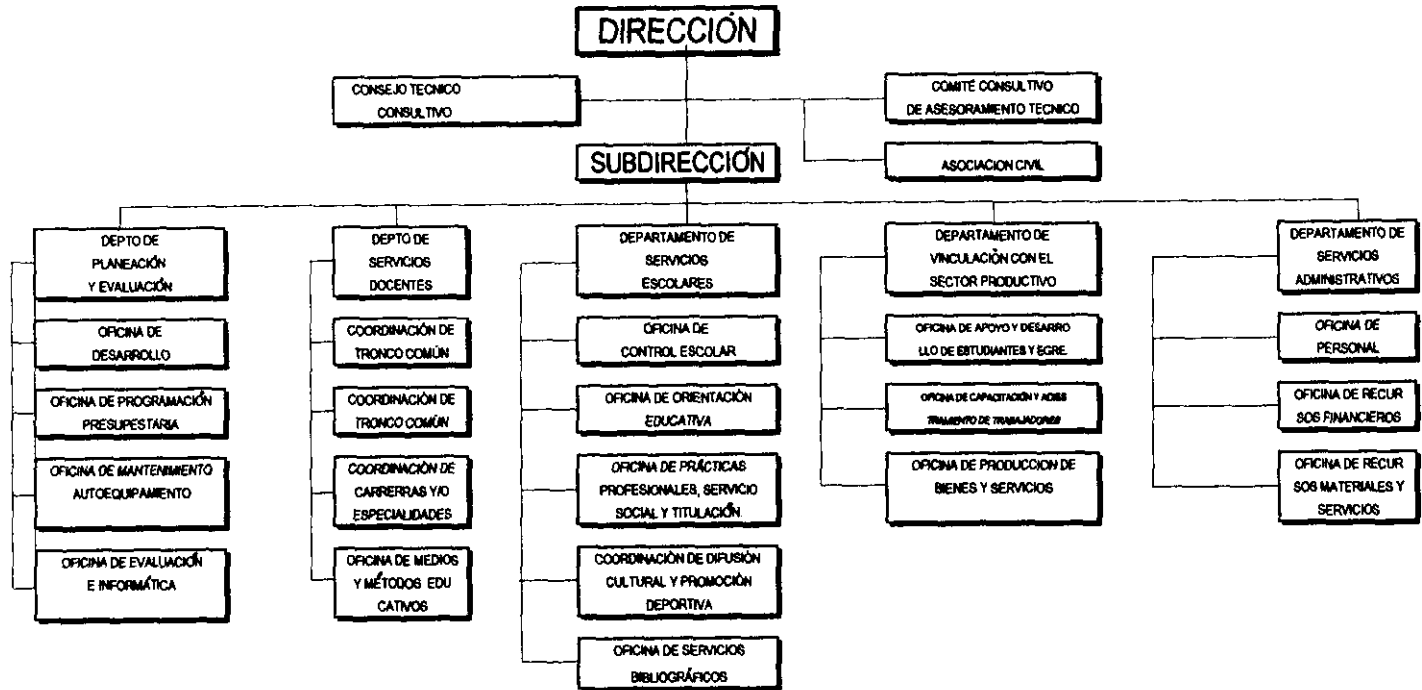 DIRECCIÓN
CONSEJO TECNICO
CONSULTIVO
COMITÉ CONSULTIVO
DE ASESORAMIENTO TECNICO
SUBDIRECCIÓN
ASOCIACION CIVIL
DEPTO DE
PLANEACIÓN
Y EVALUACIÓN
OFICINA DE
DESARROLLO
OFICINA DE PROGRAMACIÓN
PRESUPESTARIA
OFICINA DE MANTENIMIENTO
AUTOEQUIPAMIENTO
OFICINA DE EVALUACIÓN
E INFORMÁTICA
DEPTO DE
SERVICIOS
DOCENTES
COORDINACIÓN DE
TRONCO COMÚN
COORDINACIÓN DE
TRONCO COMÚN
COORDINACIÓN DE
CARRERRAS Y/O
ESPECIALIDADES
OFICINA DE MEDIOS
Y MÉTODOS EDU
CATIVOS
DEPARTAMENTO DE
SERVICIOS
ESCOLARES
OFICINA DE
CONTROL ESCOLAR
OFICINA DE ORIENTACIÓN
EDUCATIVA
OFICINA DE PRÁCTICAS
PROFESIONALES, SERVICIO
SOCIAL Y TITULACIÓN
COORDINACIÓN DE DIFUSIÓN
CULTURAL Y PROMOCIÓN
DEPORTIVA
OFICINA DE SERVICIOS
BIBLIOGRÁFICOS
DEPARTAMENTO DE
VINCULACIÓN CON EL
SECTOR PRODUCTIVO
OFICINA DE APOYO Y DESARRO
LLO DE ESTUDIANTES Y EGRE.
OFICINA DE CAPACITACIÓN Y ADIES
TRAMIENTO DE TRABAJADORES
OFICINA DE PRODUCCION DE
BIENES Y SERVICIOS
DEPARTAMENTO DE
SERVICIOS
ADMINISTRATIVOS
OFICINA DE
PERSONAL
OFICINA DE RECUR
SOS FINANCIEROS
OFICINA DE RECUR
SOS MATERIALES Y
SERVICIOS